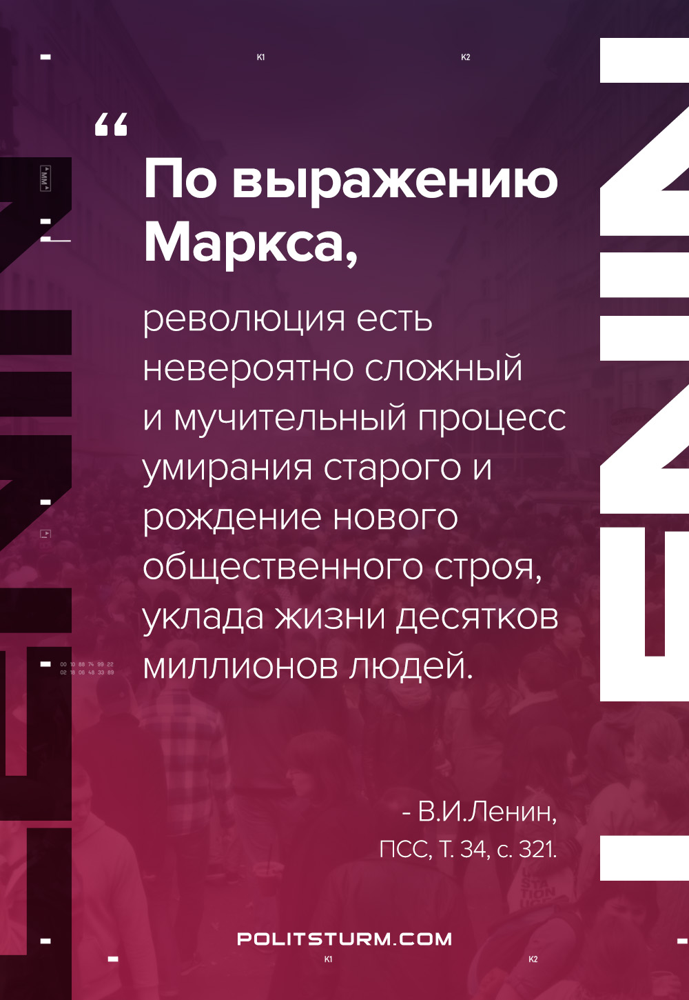 K1 K2
“
По выражению
Маркса,
революция есть
невероятно сложный
и мучительный процесс
умирания старого и
рождение нового
общественного строя,
уклада жизни десятков
миллионов людей.
MM
00 10 88 74 99 22
02 18 06 48 33 89
- В.И.Ленин,
ПСС, Т. 34, с. 321.
POLITSTURM.COM
K1 K2
LENIN
LENIN